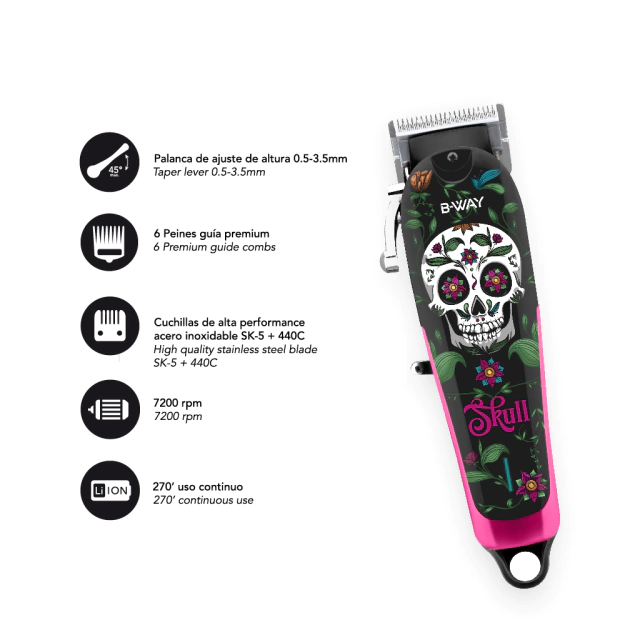 45°
max.
Palanca de ajuste de altura 0.5-3.5mm
Taper lever 0.5-3.5mm
6 Peines guía premium
6 Premium guide combs
Cuchillas de alta performance
acero inoxidable SK-5 + 440C
High quality stainless steel blade
SK-5 + 440C
7200 rpm
7200 rpm
Li ION
270’ uso continuo
270’ continuous use
B-WAY
Skull